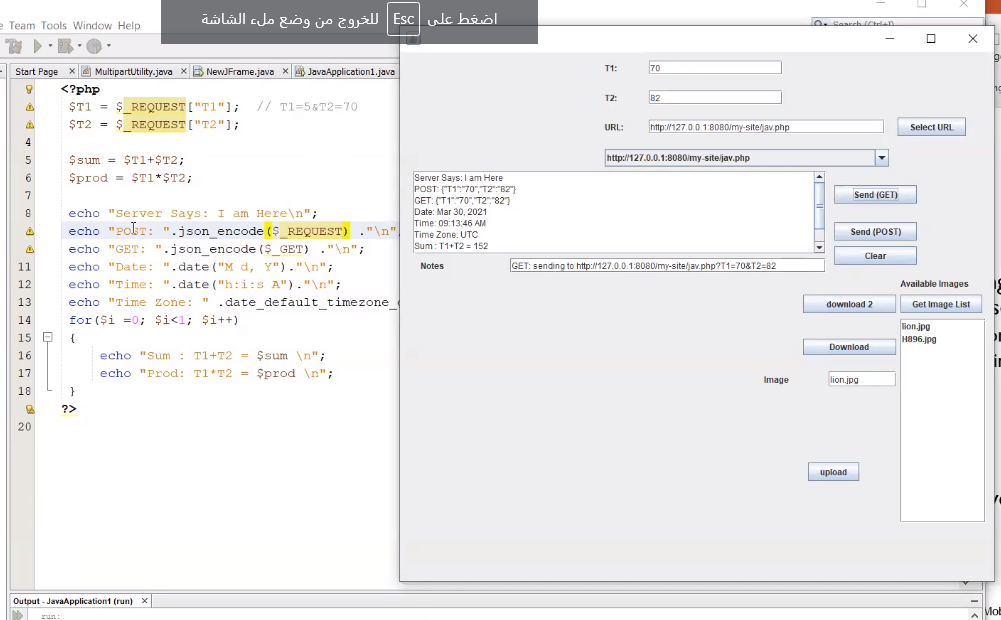 اضغط على Esc للخروج من وضع ملء الشاشة
Team Tools Window Help
Search (Ctrl+I)
Start Page MultipartUtility.java NewJFrame.java JavaApplication1.java
<?php
$T1 = $_REQUEST["T1"]; // T1=5&T2=70
$T2 = $_REQUEST["T2"];
4
5 $sum = $T1+$T2;
6 $prod = $T1*$T2;
7
8 echo "Server Says: I am Here\n";
echo "POST: ".json_encode($_REQUEST) ."\n"
echo "GET: ".json_encode($_GET) ."\n";
11 echo "Date: ".date("M d, Y")."\n";
12 echo "Time: ".date("h:i:s A")."\n";
13 echo "Time Zone: " .date_default_timezone_
14 for($i =0; $i<1; $i++)
15 {
16 echo "Sum : T1+T2 = $sum \n";
17 echo "Prod: T1*T2 = $prod \n";
18 }
?>
20
Output - JavaApplication1 (run)
run:
T1: 70
T2: 82
URL: http://127.0.0.1:8080/my-site/jav.php Select URL
http://127.0.0.1:8080/my-site/jav.php
Server Says: I am Here
POST: {"T1":"70","T2":"82"}
GET: {"T1":"70","T2":"82"}
Date: Mar 30, 2021
Time: 09:13:46 AM
Time Zone: UTC
Sum : T1+T2 = 152
Send (GET)
Send (POST)
Clear
Notes GET: sending to http://127.0.0.1:8080/my-site/jav.php?T1=70&T2=82
Available Images
download 2 Get Image List
lion.jpg
H896.jpg
Download
Image lion.jpg
upload